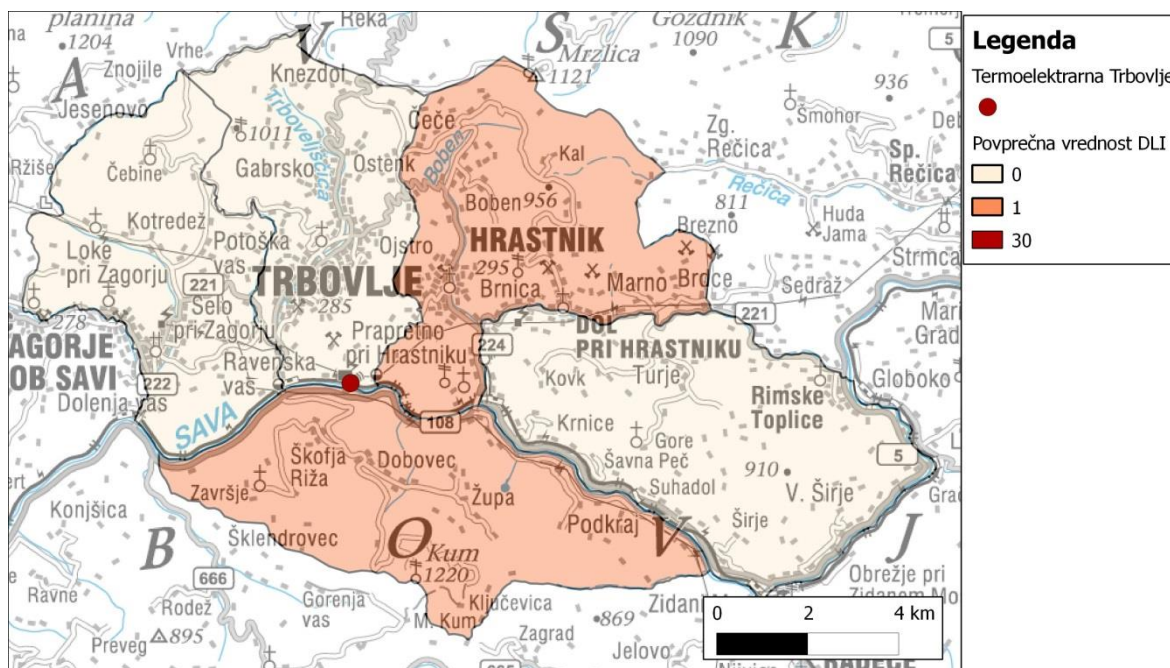 planina
1204
Vrhe
Reka
V
S
Gozdnik
1090
K
5
Mrzlica
1121
A
Znojile
Knezdol
Jesenovo
Trboveljščica
1011
Čeče
936
Šmohor
Ržiše
Čebine
Gabrsko
Ostenk
Boben
Kal
Zg.
Rečica
Sp.
Rečica
Rečica
Kotredež
Boben 956
811
Brezno
Huda
Jama
Loke
pri Zagorju
Potoška
vas
Ojstro
HRASTNIK
TRBOVLJE
295
Brnica
Marno
Brdce
Strmca
221
285
Sedraž
278
Selo
pri Zagorju
Prapretno
pri Hrastniku
224
DOL
PRI HRASTNIKU
221
AGORJE
OB SAVI
Ravenska
vas
222
Dolenja vas
Kovk
Turje
Globoko
Rimske
Toplice
SAVA
108
Krnice
Gore
5
Škofja
Riža
Dobovec
Šavna Peč
910
Završje
Župa
Suhadol
V. Širje
Konjšica
Podkraj
Širje
B
Šklendrovec
O
Kum
1220
V
J
666
Obrežje pri
Zidanem Mo
Ravne
Rodež
Gorenja
vas
Ključevica
M. Kum
869
Zidani
Preveg
895
Zagrad
Jelovo
0 2 4 km
Legenda
Termoelektrarna Trbovlje
Povprečna vrednost DLI
0
1
30